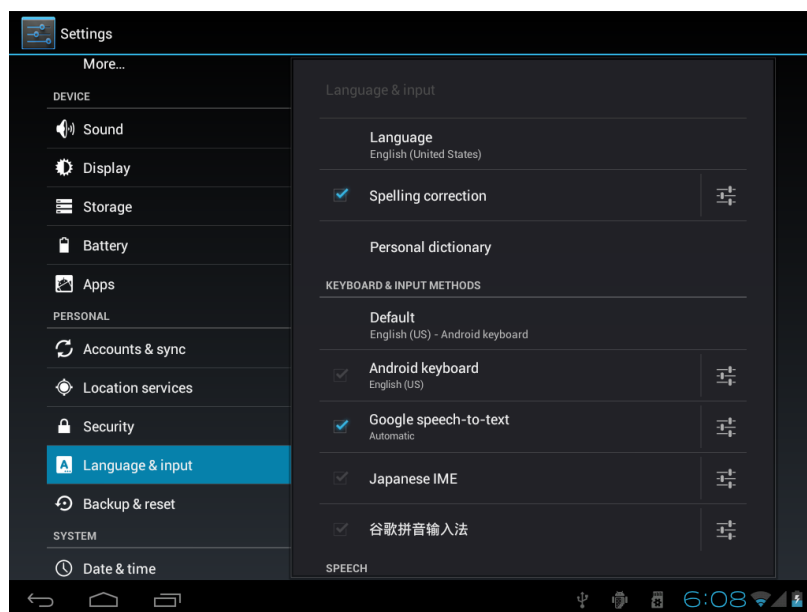 Settings
More...
DEVICE
Sound
Display
Storage
Battery
Apps
PERSONAL
Accounts & sync
Location services
Security
Language & input
Backup & reset
SYSTEM
Date & time
Language & input
Language
English (United States)
Spelling correction
Personal dictionary
KEYBOARD & INPUT METHODS
Default
English (US) - Android keyboard
Android keyboard
English (US)
Google speech-to-text
Automatic
Japanese IME
谷歌拼音输入法
SPEECH
6:08